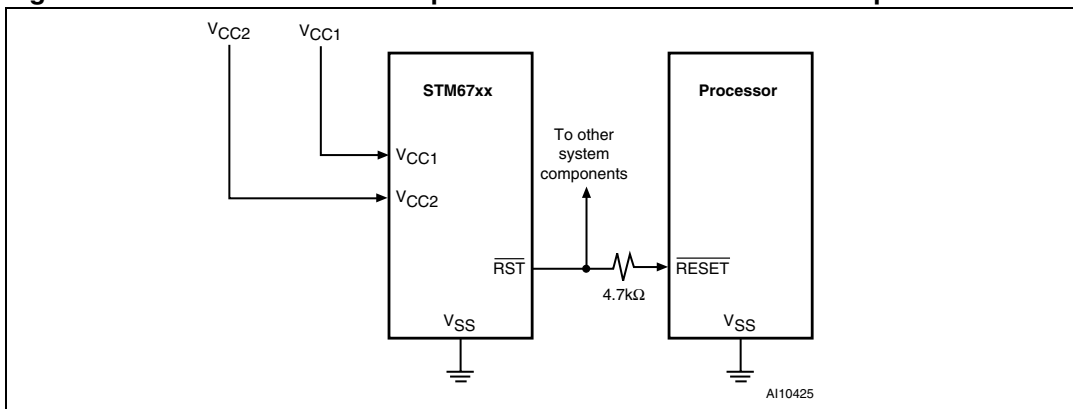 VCC2
VCC1
STM67xx
Processor
To other
system
components
VCC1
VCC2
RST
RESET
4.7kΩ
VSS
VSS
AI10425